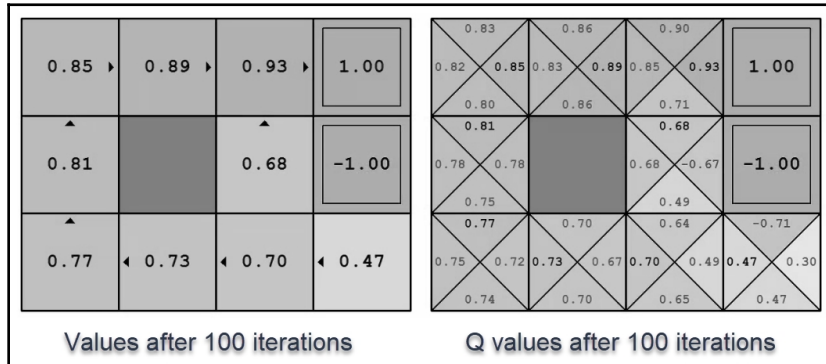 0.85 0.89 0.93 1.00
0.81 0.68 -1.00
0.77 0.73 0.70 0.47
Values after 100 iterations
0.83 0.86 0.90
0.82 0.85 0.83 0.89 0.85 0.93 1.00
0.80 0.86 0.71
0.81 0.68
0.78 0.78 0.68 -0.67 -1.00
0.75 0.49
0.77 0.70 0.64 -0.71
0.75 0.72 0.73 0.67 0.70 0.49 0.47 0.30
0.74 0.70 0.65 0.47
Q values after 100 iterations